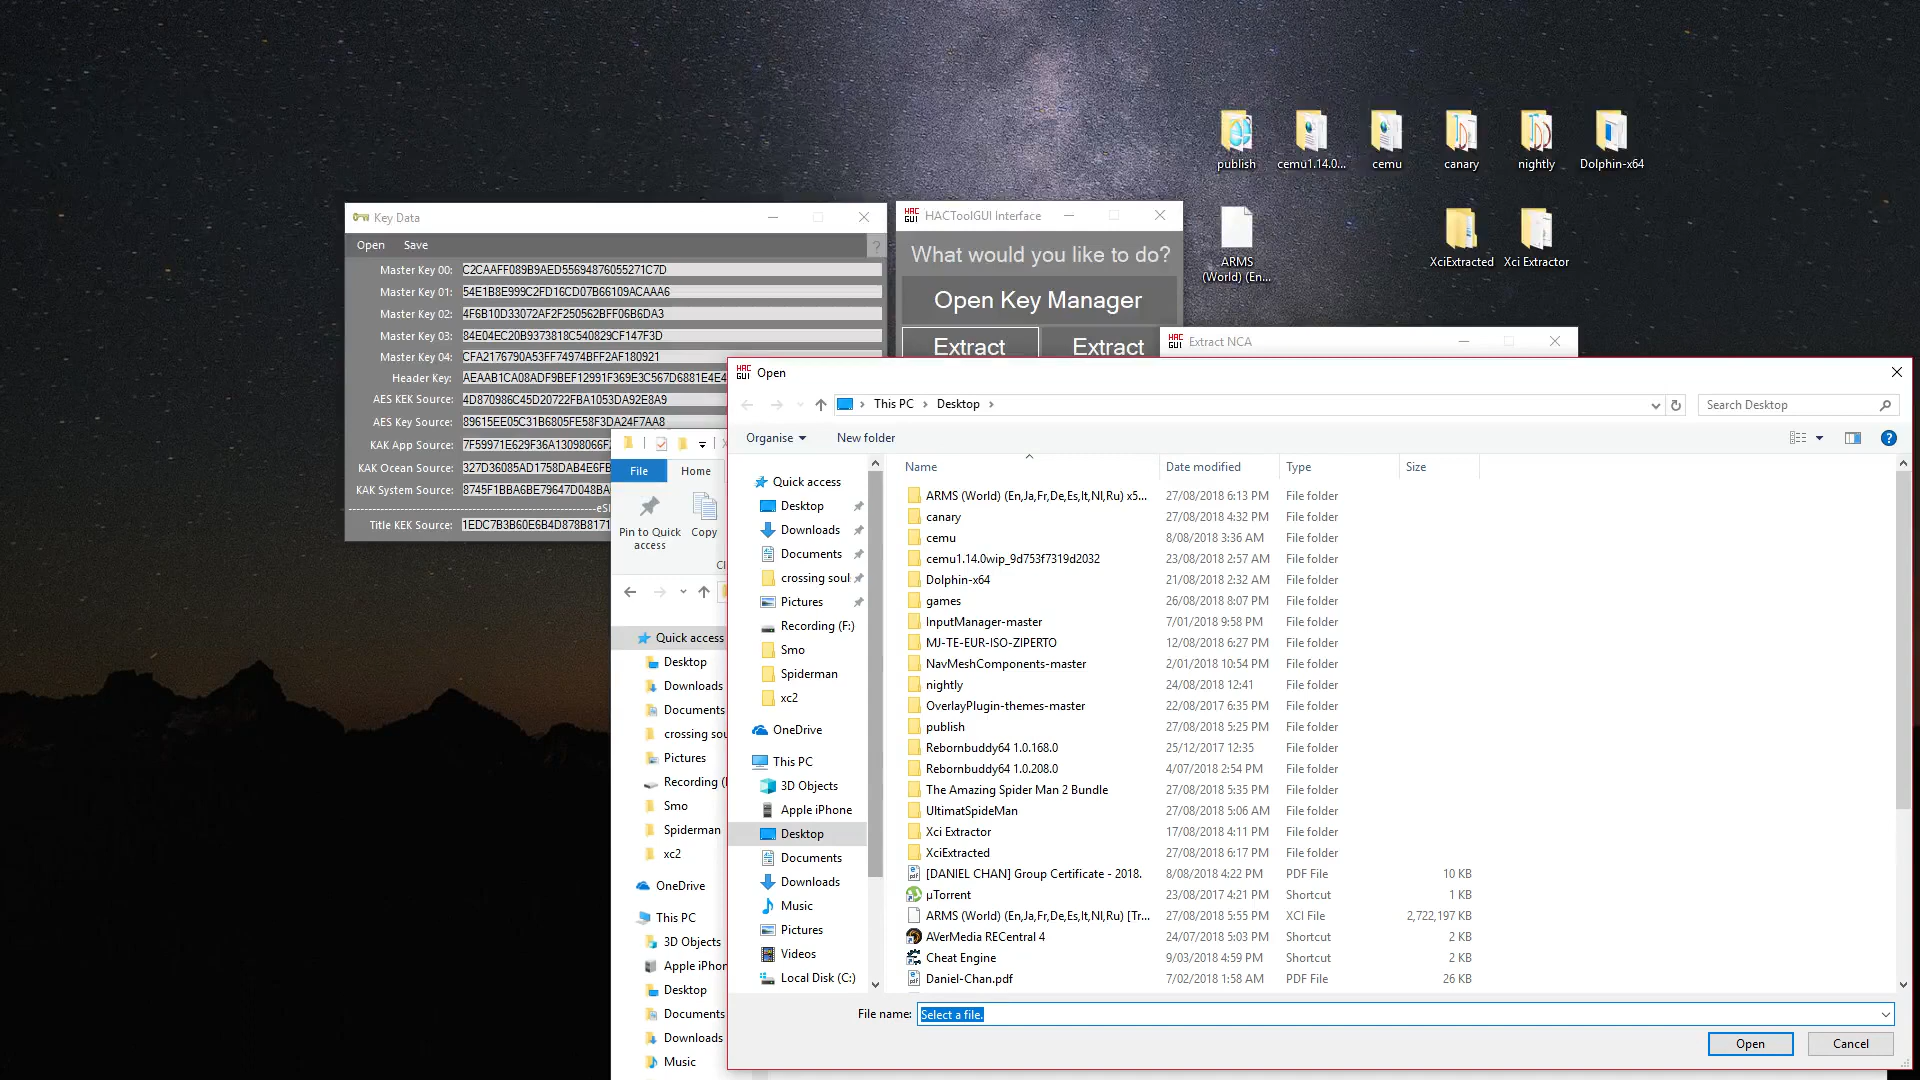 publish
cemu1.14.0...
cemu
canary
nightly
Dolphin-x64
ARMS
(World) (En...
XciExtracted
Xci Extractor
Key Data
Open
Save
?
Header Key:
Master Key 00:
Master Key 01:
Master Key 02:
Master Key 03:
Master Key 04:
AES KEK Source:
AES Key Source:
KAK App Source:
KAK Ocean Source:
KAK System Source:
Title KEK Source:
HAC GUI
HACToolGUI Interface
What would you like to do?
Open Key Manager
Extract
Extract
HAC GUI
Extract NCA
File
Home
Pin to Quick
access
Copy
Quick access
Desktop
Downloads
Documents
crossing sou
Pictures
Recording (
Smo
Spiderman
xc2
OneDrive
This PC
3D Objects
Apple iPhon
Desktop
Documents
Downloads
Music
HAC GUI
Open
This PC
Desktop
Search Desktop
Organise
New folder
Quick access
Desktop
Downloads
Documents
crossing soul
Pictures
Recording (F:)
Smo
Spiderman
xc2
OneDrive
This PC
3D Objects
Apple iPhone
Desktop
Documents
Downloads
Music
Pictures
Videos
Local Disk (C:)
Name Date modified Type Size
ARMS (World) (En,Ja,Fr,De,Es,It,Nl,Ru) x5... 27/08/2018 6:13 PM File folder
canary 27/08/2018 4:32 PM File folder
cemu 8/08/2018 3:36 AM File folder
cemu1.14.0wip_9d753f7319d2032 23/08/2018 2:57 AM File folder
Dolphin-x64 21/08/2018 2:32 AM File folder
games 26/08/2018 8:07 PM File folder
InputManager-master 7/01/2018 9:58 PM File folder
MJ-TE-EUR-ISO-ZIPERTO 12/08/2018 6:27 PM File folder
NavMeshComponents-master 2/01/2018 10:54 PM File folder
nightly 24/08/2018 12:41 File folder
OverlayPlugin-themes-master 22/08/2017 6:35 PM File folder
publish 27/08/2018 5:25 PM File folder
Rebornbuddy64 1.0.168.0 25/12/2017 12:35 File folder
Rebornbuddy64 1.0.208.0 4/07/2018 2:54 PM File folder
The Amazing Spider Man 2 Bundle 27/08/2018 5:35 PM File folder
UltimatSpideMan 27/08/2018 5:06 AM File folder
Xci Extractor 17/08/2018 4:11 PM File folder
XciExtracted 27/08/2018 6:17 PM File folder
[DANIEL CHAN] Group Certificate - 2018. 8/08/2018 4:22 PM PDF File 10 KB
µTorrent 23/08/2017 4:21 PM Shortcut 1 KB
ARMS (World) (En,Ja,Fr,De,Es,It,Nl,Ru) [Tr... 27/08/2018 5:55 PM XCI File 2,722,197 KB
AVerMedia RECentral 4 24/07/2018 5:03 PM Shortcut 2 KB
Cheat Engine 9/03/2018 4:59 PM Shortcut 2 KB
Daniel-Chan.pdf 7/02/2018 1:58 AM PDF File 26 KB
File name: Select a file.
Open
Cancel